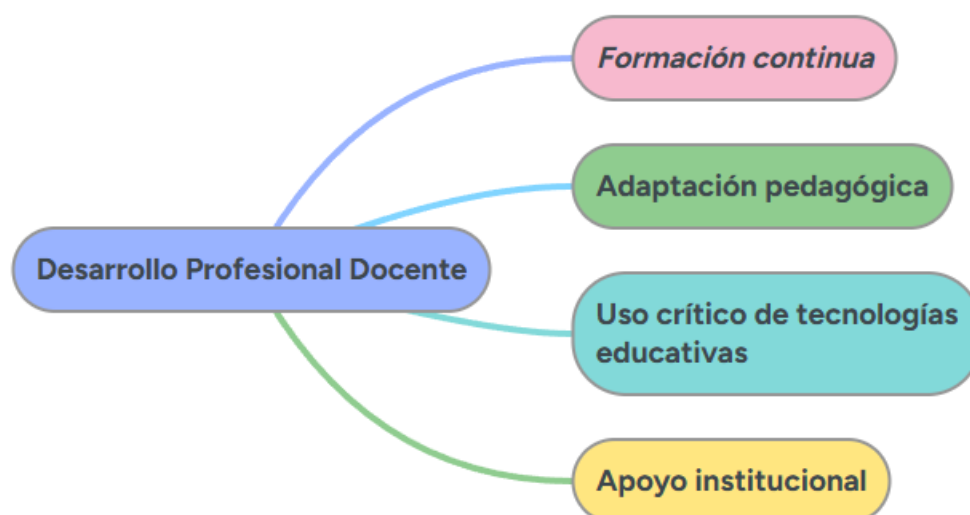 Formación continua
Adaptación pedagógica
Desarrollo Profesional Docente
Uso crítico de tecnologías
educativas
Apoyo institucional